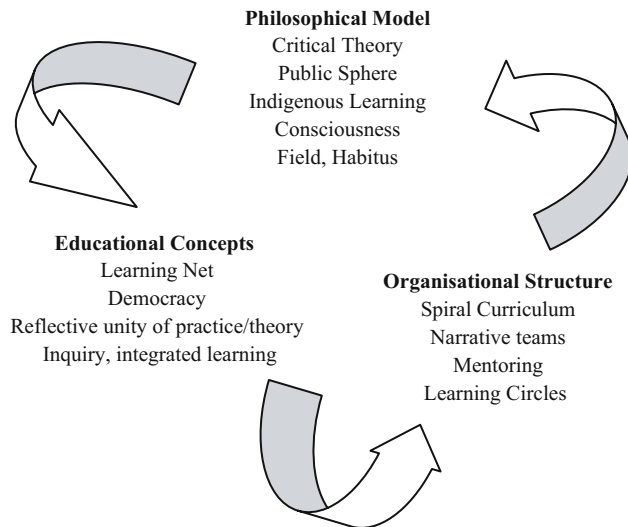 Philosophical Model
Critical Theory
Public Sphere
Indigenous Learning
Consciousness
Field, Habitus
Educational Concepts
Learning Net
Democracy
Reflective unity of practice/theory
Inquiry, integrated learning
Organisational Structure
Spiral Curriculum
Narrative teams
Mentoring
Learning Circles